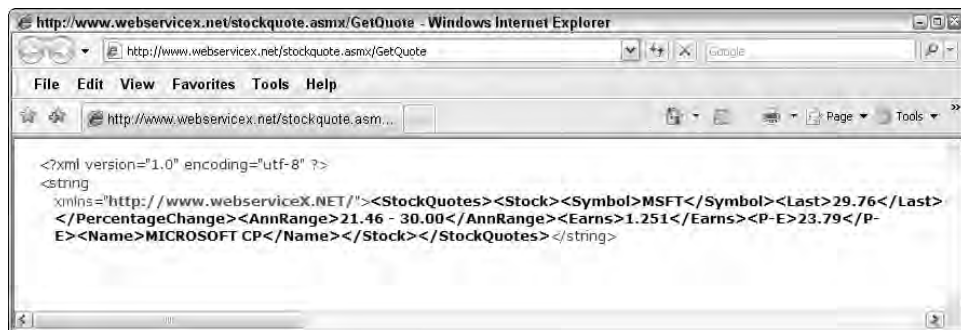 http://www.webservicex.net/stockquote.asmx/GetQuote - Windows Internet Explorer
http://www.webservicex.net/stockquote.asmx/GetQuote
Google
File Edit View Favorites Tools Help
http://www.webservicex.net/stockquote.asm...
Page Tools »
<?xml version="1.0" encoding="utf-8" ?>
<string
xmlns="http://www.webserviceX.NET/"><StockQuotes><Stock><Symbol>MSFT</Symbol><Last>29.76</Last>
</PercentageChange><AnnRange>21.46 - 30.00</AnnRange><Earns>1.251</Earns><P-E>23.79</P-
E><Name>MICROSOFT CP</Name></Stock></StockQuotes></string>